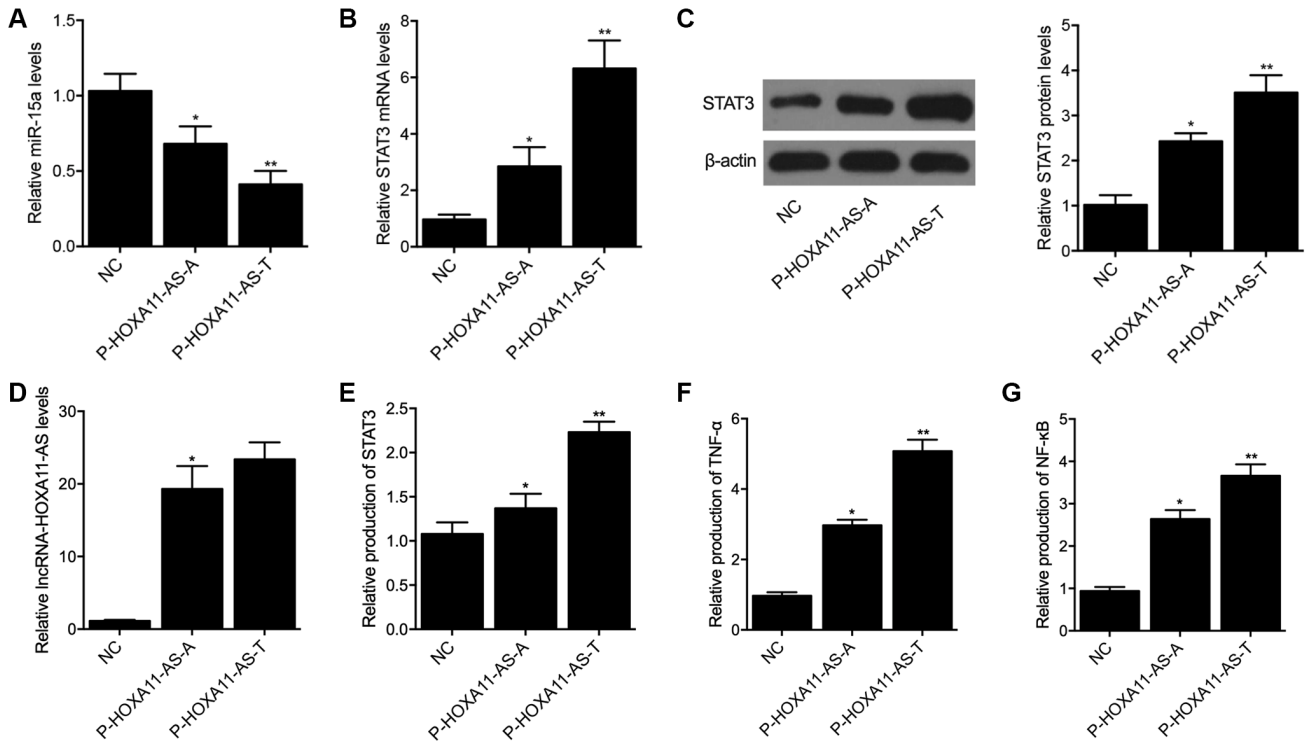 A
Relative miR-15a levels
1.5
1.0
0.5
0.0
*
**
NC
P-HOXA11-AS-A
P-HOXA11-AS-T
B
Relative STAT3 mRNA levels
8
6
4
2
0
*
**
NC
P-HOXA11-AS-A
P-HOXA11-AS-T
C
STAT3
β-actin
NC
P-HOXA11-AS-A
P-HOXA11-AS-T
Relative STAT3 protein levels
5
4
3
2
1
0
*
**
NC
P-HOXA11-AS-A
P-HOXA11-AS-T
D
Relative lncRNA-HOXA11-AS levels
30
20
10
0
*
NC
P-HOXA11-AS-A
P-HOXA11-AS-T
E
Relative production of STAT3
2.5
2.0
1.5
1.0
0.5
0.0
*
**
NC
P-HOXA11-AS-A
P-HOXA11-AS-T
F
Relative production of TNF-α
6
4
2
0
*
**
NC
P-HOXA11-AS-A
P-HOXA11-AS-T
G
Relative production of NF-κB
5
4
3
2
1
0
*
**
NC
P-HOXA11-AS-A
P-HOXA11-AS-T